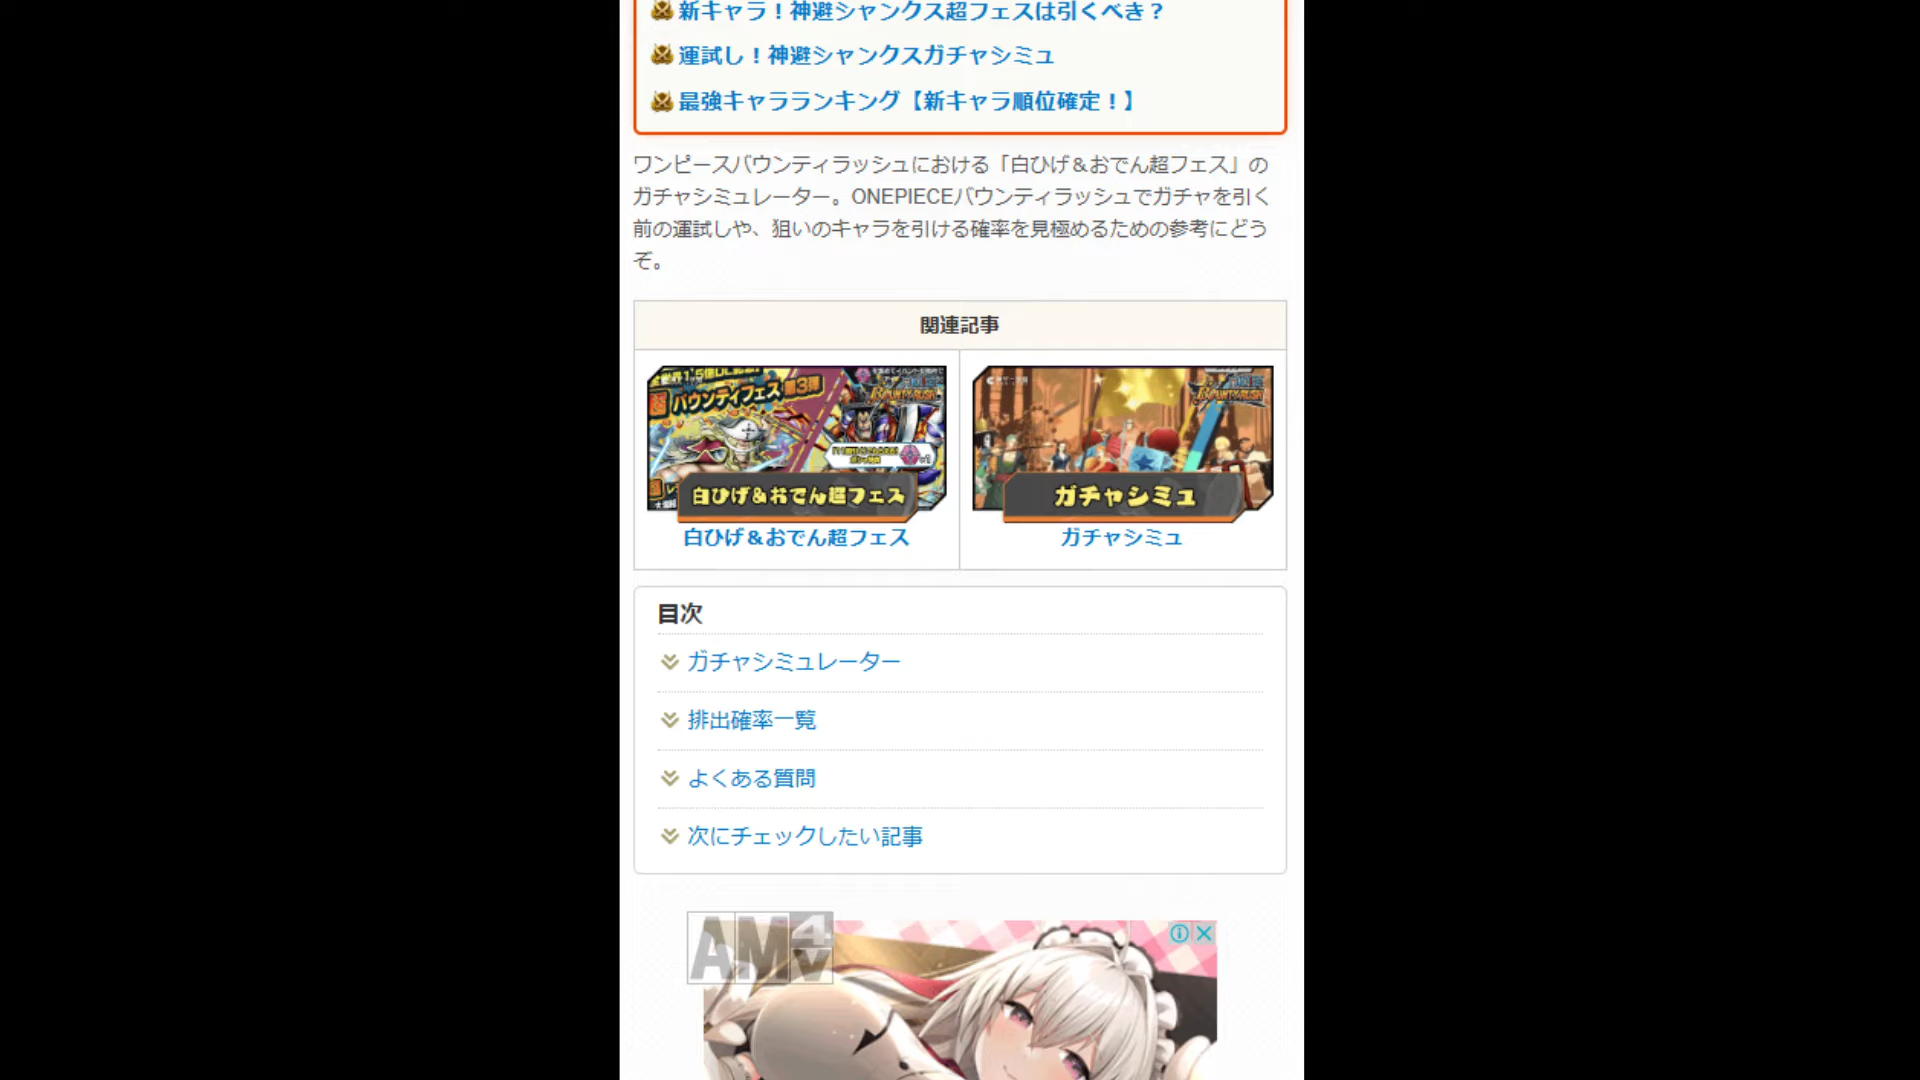 新キャラ！神避シャンクス超フェスは引くべき？
運試し！神避シャンクスガチャシミュ
最強キャラランキング【新キャラ順位確定！】
ワンピースバウンティラッシュにおける「白ひげ＆おでん超フェス」の
ガチャシミュレーター。ONEPIECEバウンティラッシュでガチャを引く
前の運試しや、狙いのキャラを引ける確率を見極めるための参考にどう
ぞ。
関連記事
超バウンティフェス 第3弾
BOUNTY RUSH
白ひげ＆おでん超フェス
白ひげ＆おでん超フェス
BOUNTY RUSH
ガチャシミュ
ガチャシミュ
目次
ガチャシミュレーター
排出確率一覧
よくある質問
次にチェックしたい記事
AM4V